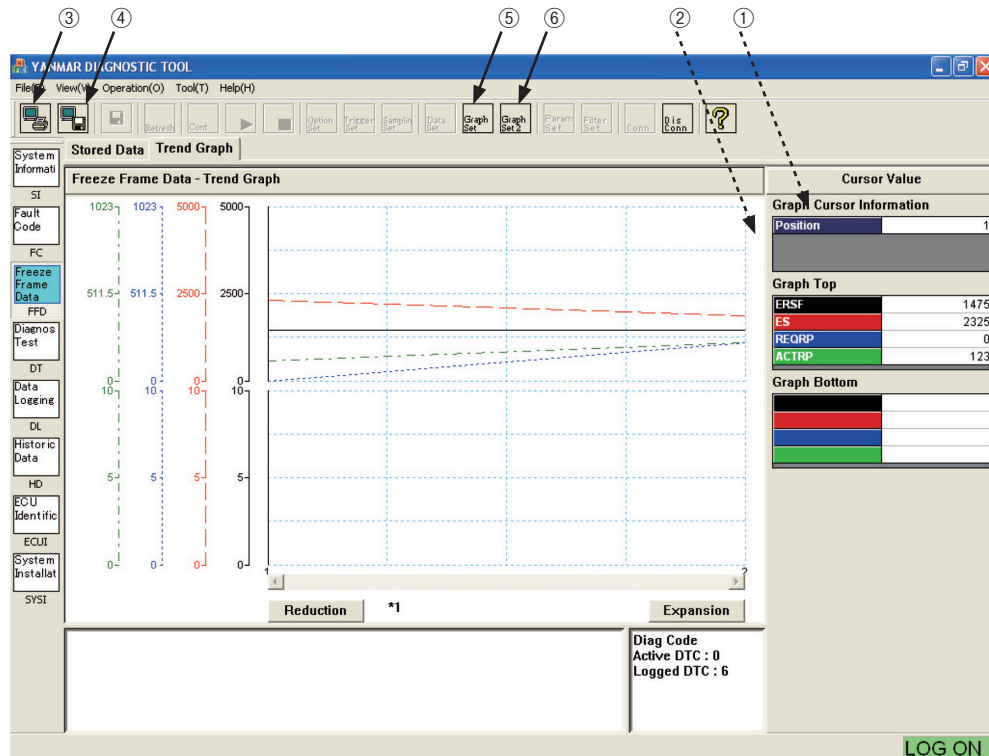 ③ ④ ⑤ ⑥ ② ①
YANMAR DIAGNOSTIC TOOL
File(F) View(V) Operation(O) Tool(T) Help(H)
Refresh Cont Option Set Trigger Set Samplin Set Data Set Graph Set Graph Set2 Param Set Filter Set Conn Dis Conn ?
System Informati
SI
Fault Code
FC
Freeze Frame Data
FFD
Diagnos Test
DT
Data Logging
DL
Historic Data
HD
ECU Identific
ECUI
System Installat
SYSI
Stored Data Trend Graph
Freeze Frame Data - Trend Graph
1023 1023 5000 5000
511.5 511.5 2500 2500
0 0 0 0
10 10 10 10
5 5 5 5
0 0 0 0
1 2
Reduction *1 Expansion
Cursor Value
Graph Cursor Information
Position 1
Graph Top
ERSF 1475
ES 2325
REQRP 0
ACTRP 123
Graph Bottom
Diag Code
Active DTC : 0
Logged DTC : 6
LOG ON